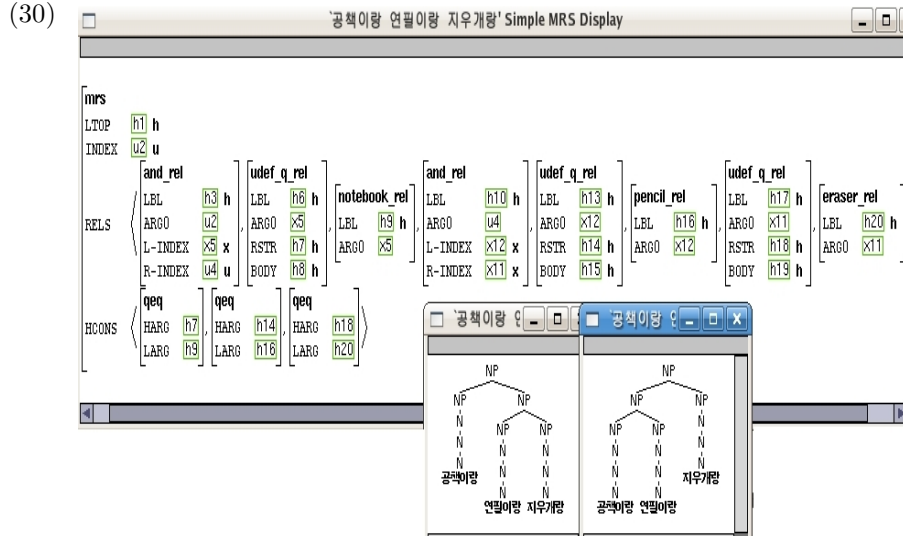 (30)
`공책이랑 연필이랑 지우개랑' Simple MRS Display
mrs
LTOP h1 h
INDEX u2 u
RELS
and_rel
LBL h3 h
ARG0 u2
L-INDEX x5 x
R-INDEX u4 u
udef_q_rel
LBL h6 h
ARG0 x5
RSTR h7 h
BODY h8 h
notebook_rel
LBL h9 h
ARG0 x5
and_rel
LBL h10 h
ARG0 u4
L-INDEX x12 x
R-INDEX x11 x
udef_q_rel
LBL h13 h
ARG0 x12
RSTR h14 h
BODY h15 h
pencil_rel
LBL h16 h
ARG0 x12
udef_q_rel
LBL h17 h
ARG0 x11
RSTR h18 h
BODY h19 h
eraser_rel
LBL h20 h
ARG0 x11
HCONS
qeq
HARG h7
LARG h9
qeq
HARG h14
LARG h16
qeq
HARG h18
LARG h20
`공책이랑
NP
NP NP
N NP NP
N N N
N N N
공책이랑 N N
연필이랑 지우개랑
`공책이랑
NP
NP NP
NP NP N
N N N
N N N
N N 지우개랑
공책이랑 연필이랑